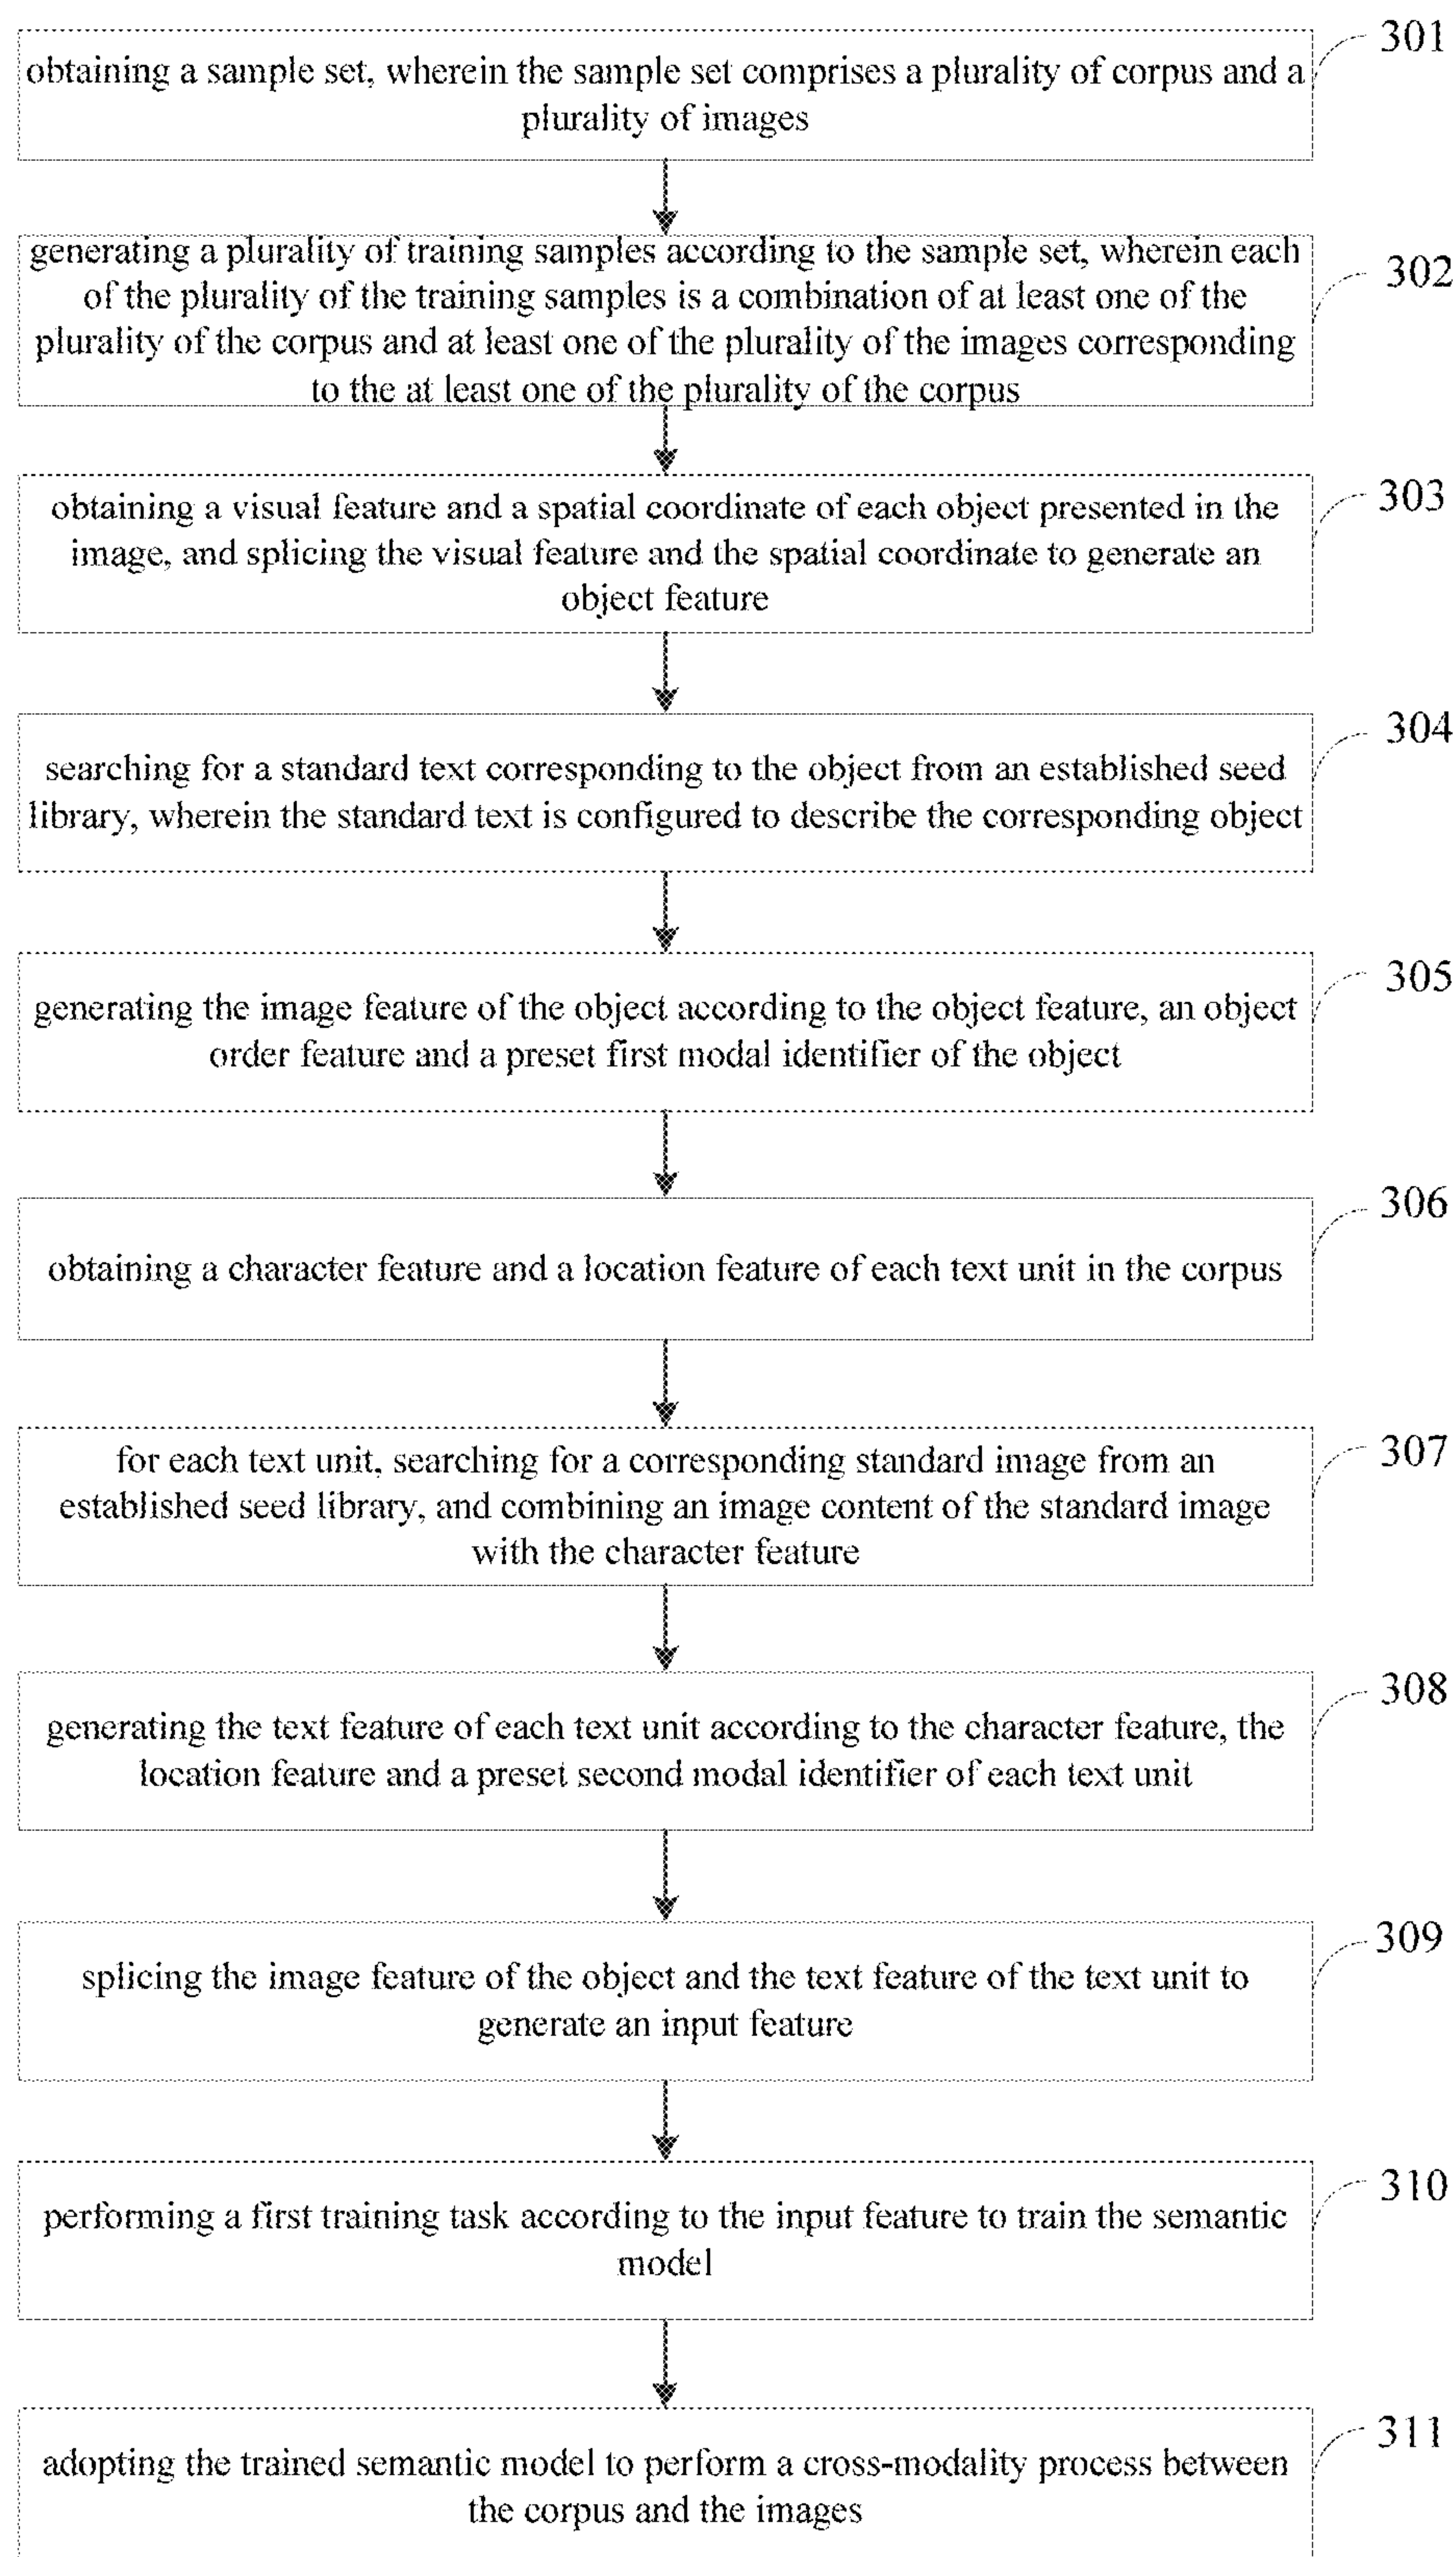 301
obtaining a sample set, wherein the sample set comprises a plurality of corpus and a
plurality of images
302
generating a plurality of training samples according to the sample set, wherein each
of the plurality of the training samples is a combination of at least one of the
plurality of the corpus and at least one of the plurality of the images corresponding
to the at least one of the plurality of the corpus
303
obtaining a visual feature and a spatial coordinate of each object presented in the
image, and splicing the visual feature and the spatial coordinate to generate an
object feature
304
searching for a standard text corresponding to the object from an established seed
library, wherein the standard text is configured to describe the corresponding object
305
generating the image feature of the object according to the object feature, an object
order feature and a preset first modal identifier of the object
306
obtaining a character feature and a location feature of each text unit in the corpus
307
for each text unit, searching for a corresponding standard image from an
established seed library, and combining an image content of the standard image
with the character feature
308
generating the text feature of each text unit according to the character feature, the
location feature and a preset second modal identifier of each text unit
309
splicing the image feature of the object and the text feature of the text unit to
generate an input feature
310
performing a first training task according to the input feature to train the semantic
model
311
adopting the trained semantic model to perform a cross-modality process between
the corpus and the images